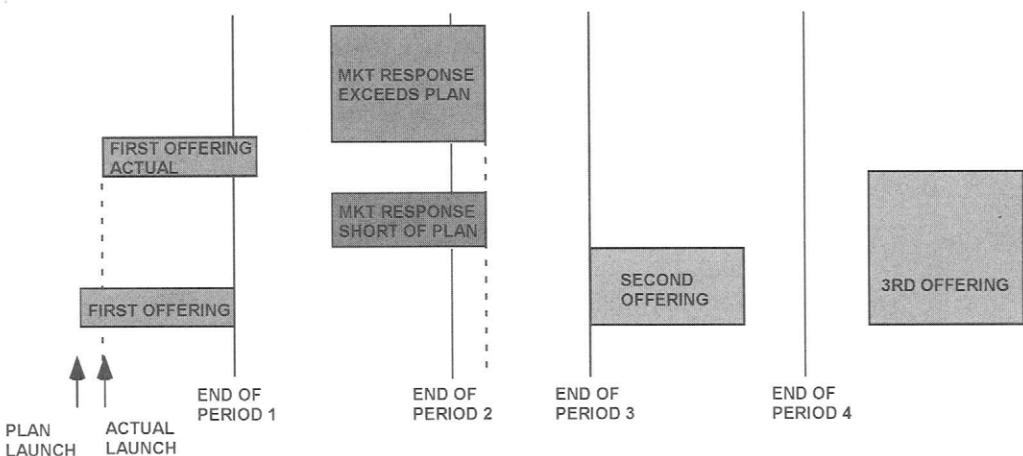 MKT RESPONSE
EXCEEDS PLAN
FIRST OFFERING
ACTUAL
MKT RESPONSE
SHORT OF PLAN
FIRST OFFERING
SECOND
OFFERING
3RD OFFERING
END OF
PERIOD 1
END OF
PERIOD 2
END OF
PERIOD 3
END OF
PERIOD 4
PLAN
LAUNCH
ACTUAL
LAUNCH